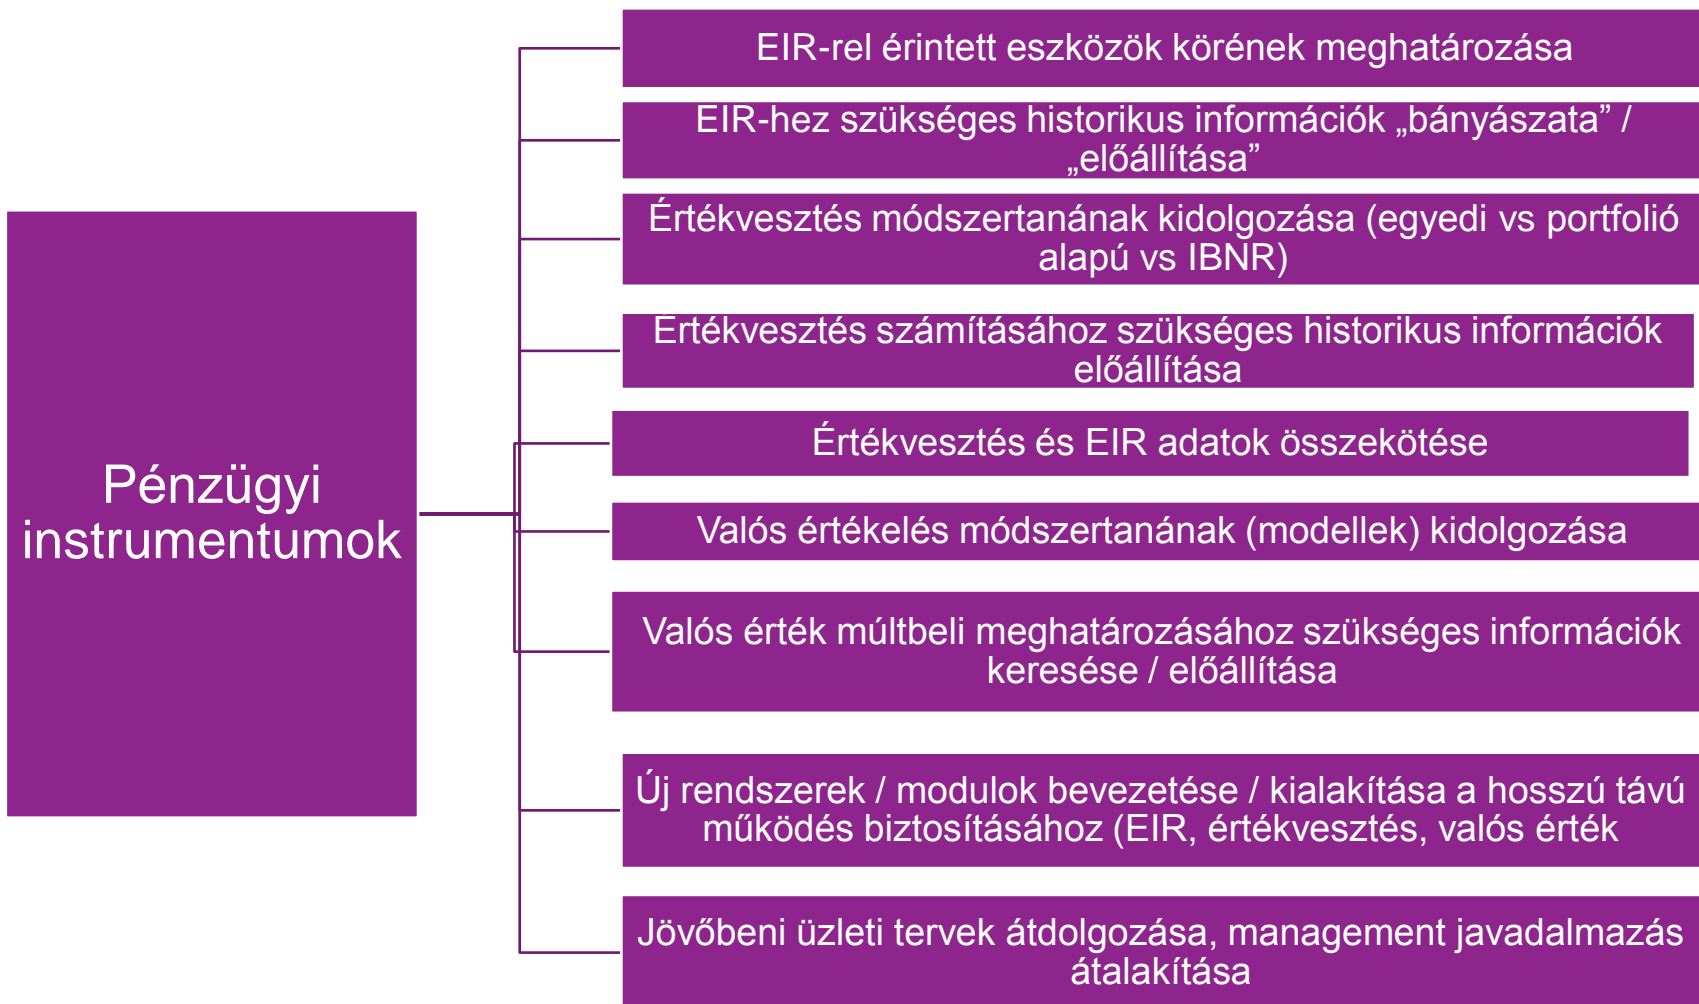 Pénzügyi
instrumentumok
EIR-rel érintett eszközök körének meghatározása
EIR-hez szükséges historikus információk „bányászata” /
„előállítása”
Értékvesztés módszertanának kidolgozása (egyedi vs portfolió
alapú vs IBNR)
Értékvesztés számításához szükséges historikus információk
előállítása
Értékvesztés és EIR adatok összekötése
Valós értékelés módszertanának (modellek) kidolgozása
Valós érték múltbeli meghatározásához szükséges információk
keresése / előállítása
Új rendszerek / modulok bevezetése / kialakítása a hosszú távú
működés biztosításához (EIR, értékvesztés, valós érték
Jövőbeni üzleti tervek átdolgozása, management javadalmazás
átalakítása